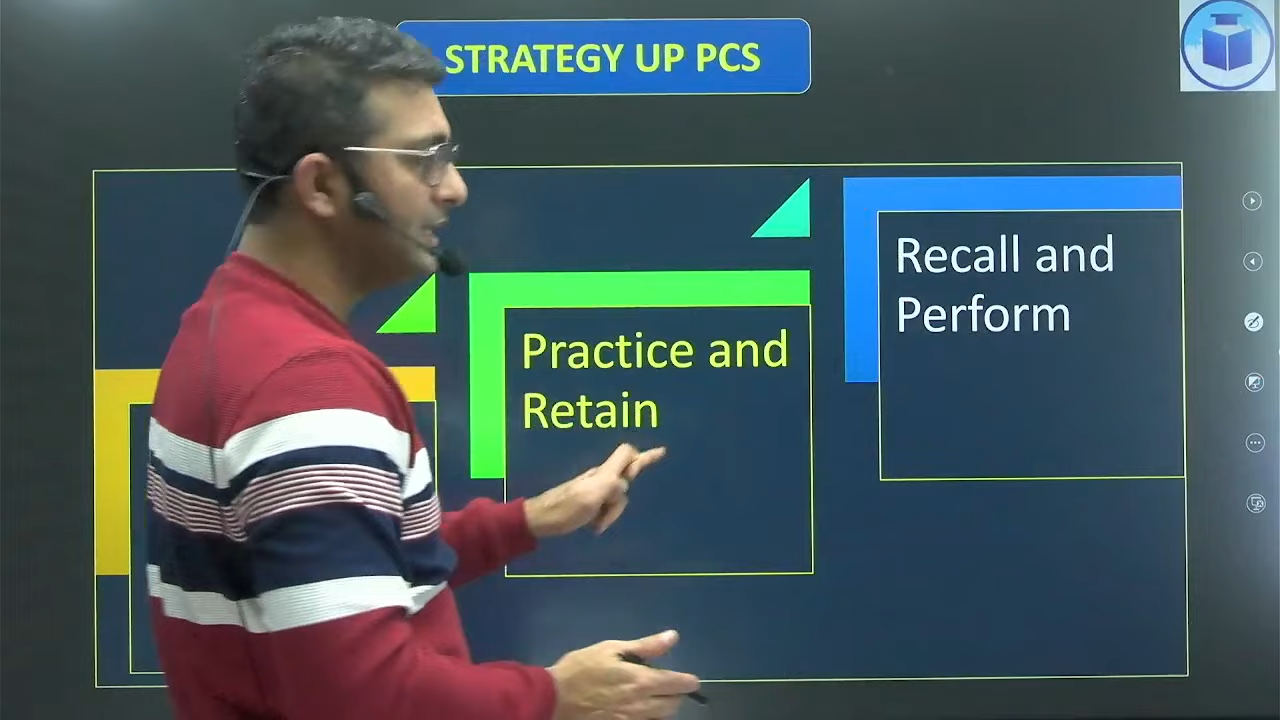 STRATEGY UP PCS
Practice and
Retain
Recall and
Perform